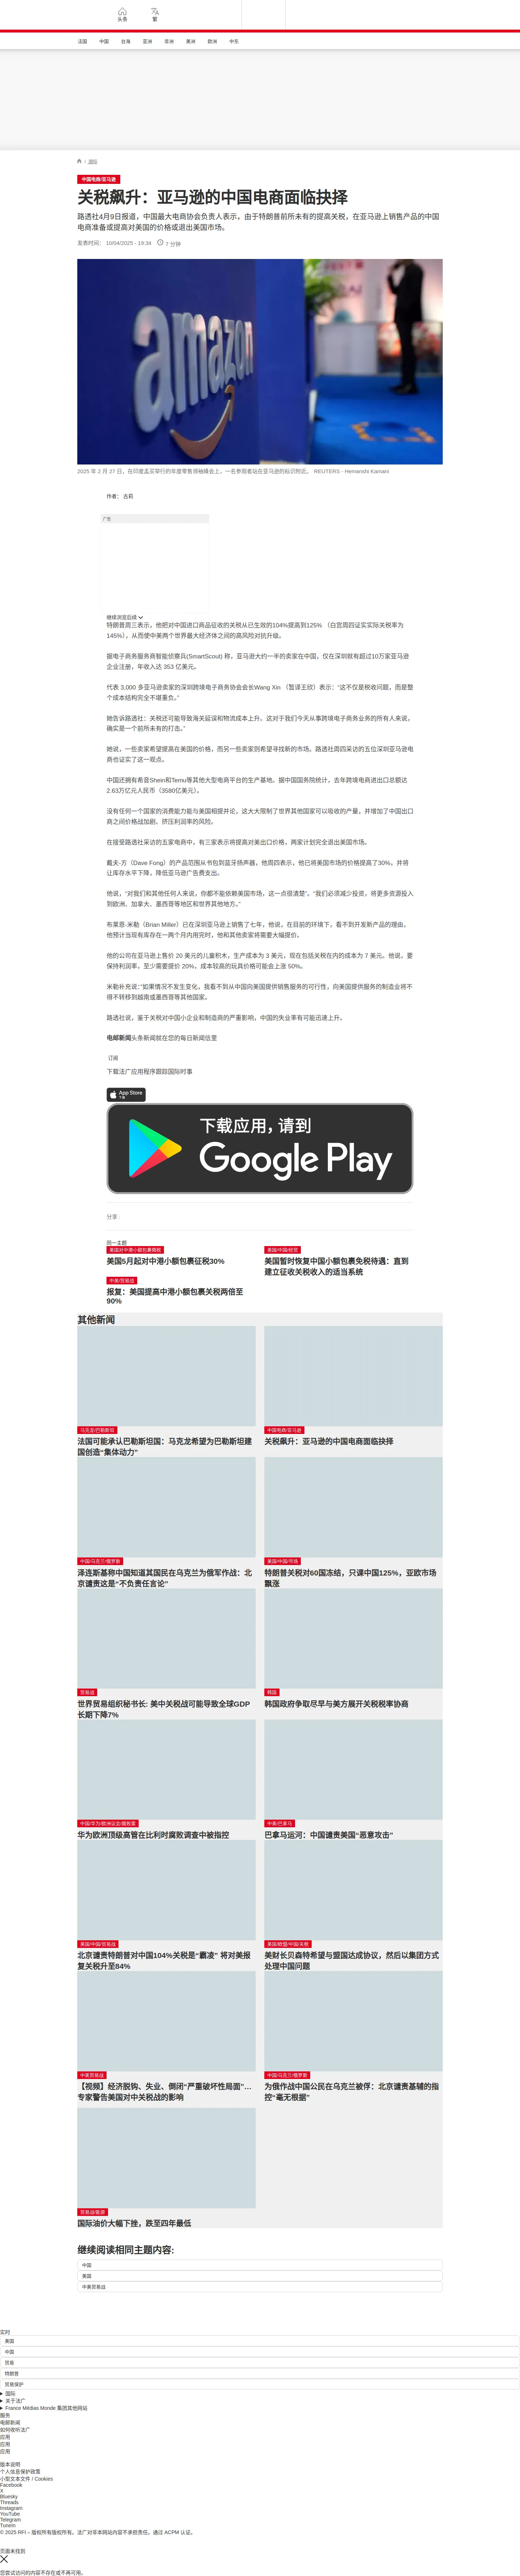 头条
繁
法国
中国
台海
亚洲
非洲
美洲
欧洲
中东
/ 国际
中国电商/亚马逊
关税飙升：亚马逊的中国电商面临抉择
路透社4月9日报道，中国最大电商协会负责人表示，由于特朗普前所未有的提高关税，在亚马逊上销售产品的中国
电商准备或提高对美国的价格或退出美国市场。
发表时间： 10/04/2025 - 19:34
7 分钟
amazon
2025 年 2 月 27 日，在印度孟买举行的年度零售领袖峰会上，一名参观者站在亚马逊的标识附近。 REUTERS - Hemanshi Kamani
作者： 古莉
广告
继续浏览后续
特朗普周三表示，他把对中国进口商品征收的关税从已生效的104%提高到125% （白宫周四证实实际关税率为
145%），从而使中美两个世界最大经济体之间的高风险对抗升级。
据电子商务服务商智能侦察兵(SmartScout) 称，亚马逊大约一半的卖家在中国，仅在深圳就有超过10万家亚马逊
企业注册，年收入达 353 亿美元。
代表 3,000 多亚马逊卖家的深圳跨境电子商务协会会长Wang Xin （暂译王欣）表示：“这不仅是税收问题，而是整
个成本结构完全不堪重负。”
她告诉路透社：关税还可能导致海关延误和物流成本上升。这对于我们今天从事跨境电子商务业务的所有人来说，
确实是一个前所未有的打击。”
她说，一些卖家希望提高在美国的价格，而另一些卖家则希望寻找新的市场。路透社周四采访的五位深圳亚马逊电
商也证实了这一观点。
中国还拥有希音Shein和Temu等其他大型电商平台的生产基地。据中国国务院统计，去年跨境电商进出口总额达
2.63万亿元人民币（3580亿美元）。
没有任何一个国家的消费能力能与美国相提并论，这大大限制了世界其他国家可以吸收的产量，并增加了中国出口
商之间价格战加剧、挤压利润率的风险。
在接受路透社采访的五家电商中，有三家表示将提高对美出口价格，两家计划完全退出美国市场。
戴夫-方（Dave Fong）的产品范围从书包到蓝牙扬声器，他周四表示，他已将美国市场的价格提高了30%，并将
让库存水平下降，降低亚马逊广告费支出。
他说，“对我们和其他任何人来说，你都不能依赖美国市场，这一点很清楚”。“我们必须减少投资，将更多资源投入
到欧洲、加拿大、墨西哥等地区和世界其他地方。”
布莱恩-米勒（Brian Miller）已在深圳亚马逊上销售了七年，他说，在目前的环境下，看不到开发新产品的理由，
他预计当现有库存在一两个月内用完时，他和其他卖家将需要大幅提价。
他的公司在亚马逊上售价 20 美元的儿童积木，生产成本为 3 美元，现在包括关税在内的成本为 7 美元。他说，要
保持利润率，至少需要提价 20%，成本较高的玩具价格可能会上涨 50%。
米勒补充说：“如果情况不发生变化，我看不到从中国向美国提供销售服务的可行性，向美国提供服务的制造业将不
得不转移到越南或墨西哥等其他国家。
路透社说，鉴于关税对中国小企业和制造商的严重影响，中国的失业率有可能迅速上升。
电邮新闻头条新闻就在您的每日新闻信里
订阅
下载法广应用程序跟踪国际时事
App Store
下载
下载应用，请到
Google Play
分享 :
同一主题
美国对中港小额包裹徵税
美国5月起对中港小额包裹征税30%
美国/中国/经贸
美国暂时恢复中国小额包裹免税待遇：直到
建立征收关税收入的适当系统
中美/贸易战
报复：美国提高中港小额包裹关税两倍至
90%
其他新闻
马克龙/巴勒斯坦
法国可能承认巴勒斯坦国：马克龙希望为巴勒斯坦建
国创造“集体动力”
中国电商/亚马逊
关税飙升：亚马逊的中国电商面临抉择
中国/乌克兰/俄罗斯
泽连斯基称中国知道其国民在乌克兰为俄军作战：北
京谴责这是“不负责任言论”
美国/中国/市场
特朗普关税对60国冻结，只课中国125%，亚欧市场
飘涨
贸易战
世界贸易组织秘书长: 美中关税战可能导致全球GDP
长期下降7%
韩国
韩国政府争取尽早与美方展开关税税率协商
中国/华为/欧洲议会/腐败案
华为欧洲顶级高管在比利时腐败调查中被指控
中美/巴拿马
巴拿马运河：中国谴责美国“恶意攻击”
美国/中国/贸易战
北京谴责特朗普对中国104%关税是“霸凌” 将对美报
复关税升至84%
美国/欧盟/中国/关税
美财长贝森特希望与盟国达成协议，然后以集团方式
处理中国问题
中美贸易战
【视频】经济脱钩、失业、倒闭“严重破坏性局面”…
专家警告美国对中关税战的影响
中国/乌克兰/俄罗斯
为俄作战中国公民在乌克兰被俘：北京谴责基辅的指
控“毫无根据”
贸易战/能源
国际油价大幅下挫，跌至四年最低
继续阅读相同主题内容:
中国
美国
中美贸易战
实时
美国
中国
贸易
特朗普
贸易保护
国际
关于法广
France Médias Monde 集团其他网站
服务
电邮新闻
如何收听法广
应用
应用
应用
版本说明
个人信息保护政策
小型文本文件 / Cookies
Facebook
X
Bluesky
Threads
Instagram
YouTube
Telegram
TuneIn
© 2025 RFI – 版权所有版权所有。法广对非本网站内容不承担责任。通过 ACPM 认证。
页面未找到
您尝试访问的内容不存在或不再可用。